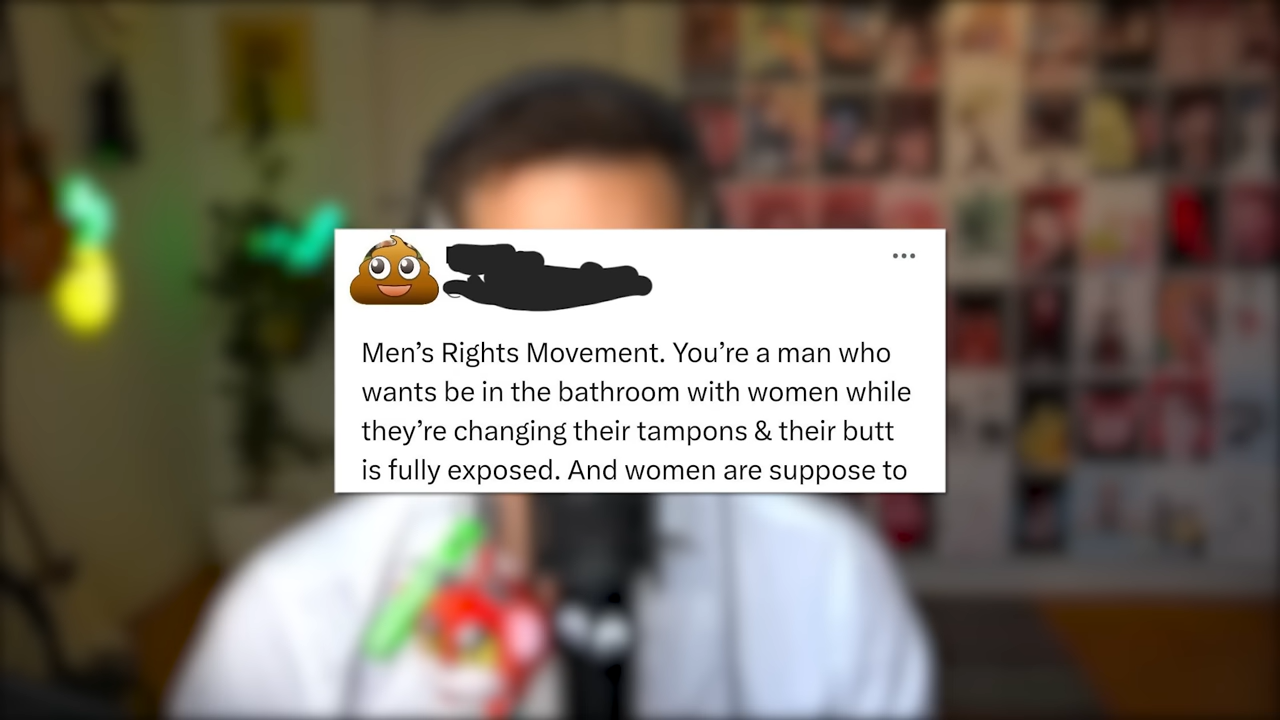 Men’s Rights Movement. You’re a man who
wants be in the bathroom with women while
they’re changing their tampons & their butt
is fully exposed. And women are suppose to